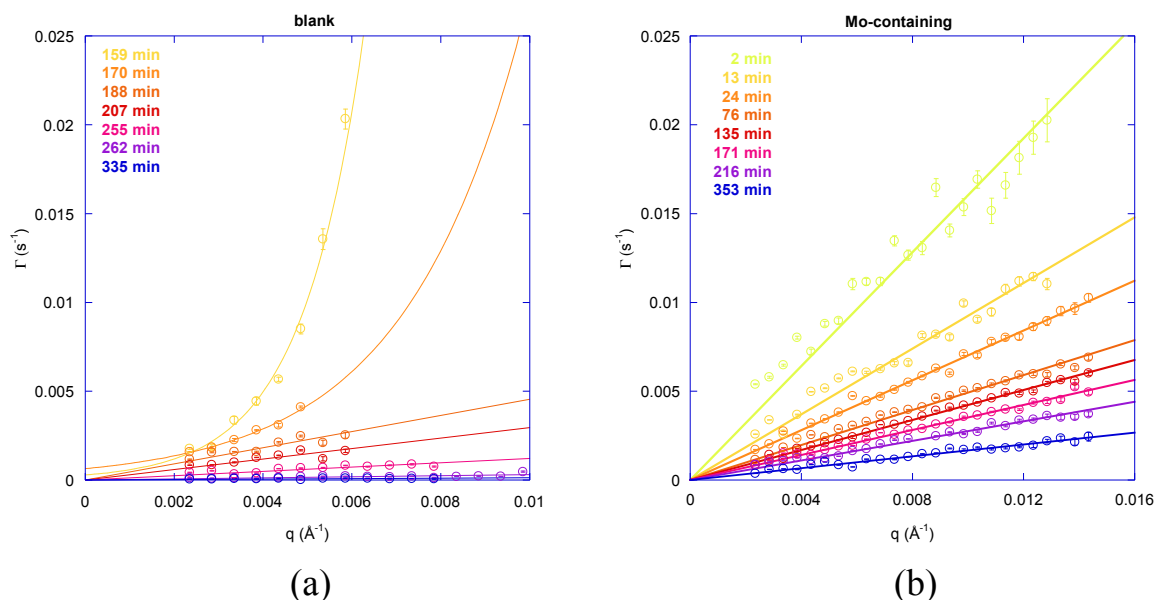 blank
0.025
0.02
0.015
0.01
0.005
0
Γ (s⁻¹)
159 min
170 min
188 min
207 min
255 min
262 min
335 min
0 0.002 0.004 0.006 0.008 0.01
q (Å⁻¹)
(a)
Mo-containing
0.025
0.02
0.015
0.01
0.005
0
Γ (s⁻¹)
2 min
13 min
24 min
76 min
135 min
171 min
216 min
353 min
0 0.004 0.008 0.012 0.016
q (Å⁻¹)
(b)